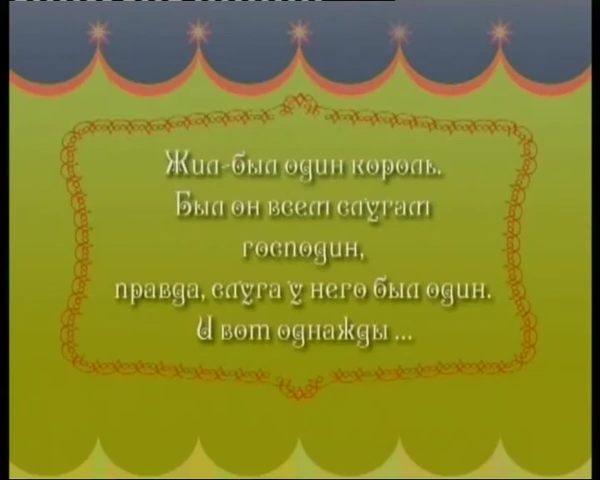 Жил-был один король.
Был он всем слугам
господин,
правда, слуга у него был один.
И вот однажды ...